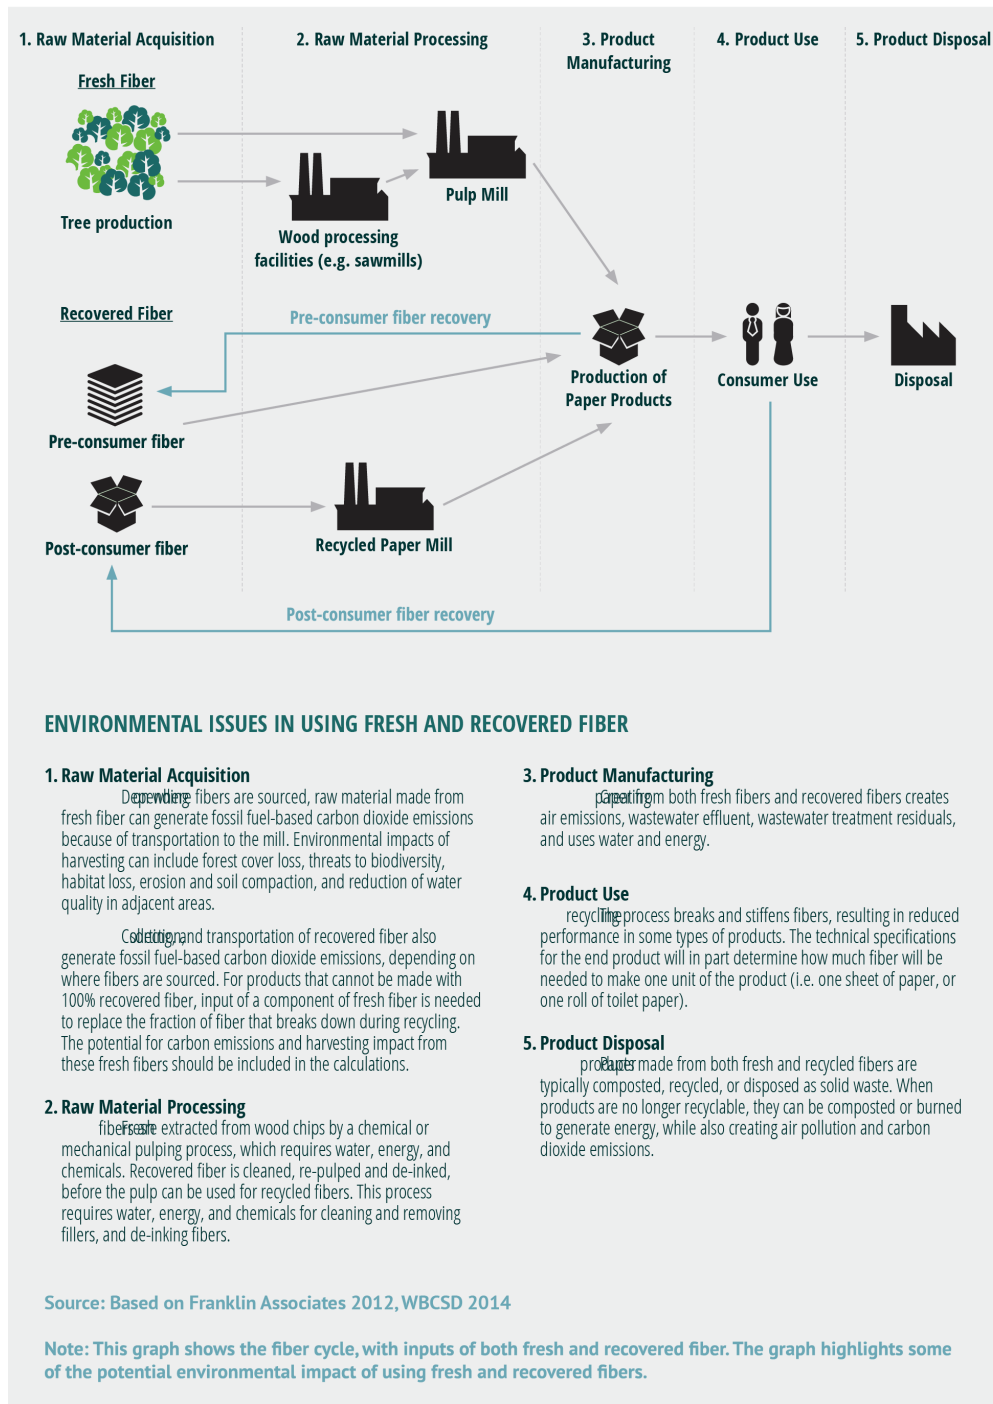 1. Raw Material Acquisition
2. Raw Material Processing
3. Product
Manufacturing
4. Product Use
5. Product Disposal
Fresh Fiber
Tree production
Wood processing
facilities (e.g. sawmills)
Pulp Mill
Recovered Fiber
Pre-consumer fiber recovery
Pre-consumer fiber
Production of
Paper Products
Consumer Use
Disposal
Post-consumer fiber
Recycled Paper Mill
Post-consumer fiber recovery
ENVIRONMENTAL ISSUES IN USING FRESH AND RECOVERED FIBER
1. Raw Material Acquisition
Depending on where fibers are sourced, raw material made from
fresh fiber can generate fossil fuel-based carbon dioxide emissions
because of transportation to the mill. Environmental impacts of
harvesting can include forest cover loss, threats to biodiversity,
habitat loss, erosion and soil compaction, and reduction of water
quality in adjacent areas.
Collection, sorting, and transportation of recovered fiber also
generate fossil fuel-based carbon dioxide emissions, depending on
where fibers are sourced. For products that cannot be made with
100% recovered fiber, input of a component of fresh fiber is needed
to replace the fraction of fiber that breaks down during recycling.
The potential for carbon emissions and harvesting impact from
these fresh fibers should be included in the calculations.
2. Raw Material Processing
Fresh fibers are extracted from wood chips by a chemical or
mechanical pulping process, which requires water, energy, and
chemicals. Recovered fiber is cleaned, re-pulped and de-inked,
before the pulp can be used for recycled fibers. This process
requires water, energy, and chemicals for cleaning and removing
fillers, and de-inking fibers.
3. Product Manufacturing
Creating paper from both fresh fibers and recovered fibers creates
air emissions, wastewater effluent, wastewater treatment residuals,
and uses water and energy.
4. Product Use
The recycling process breaks and stiffens fibers, resulting in reduced
performance in some types of products. The technical specifications
for the end product will in part determine how much fiber will be
needed to make one unit of the product (i.e. one sheet of paper, or
one roll of toilet paper).
5. Product Disposal
Paper products made from both fresh and recycled fibers are
typically composted, recycled, or disposed as solid waste. When
products are no longer recyclable, they can be composted or burned
to generate energy, while also creating air pollution and carbon
dioxide emissions.
Source: Based on Franklin Associates 2012, WBCSD 2014
Note: This graph shows the fiber cycle, with inputs of both fresh and recovered fiber. The graph highlights some
of the potential environmental impact of using fresh and recovered fibers.